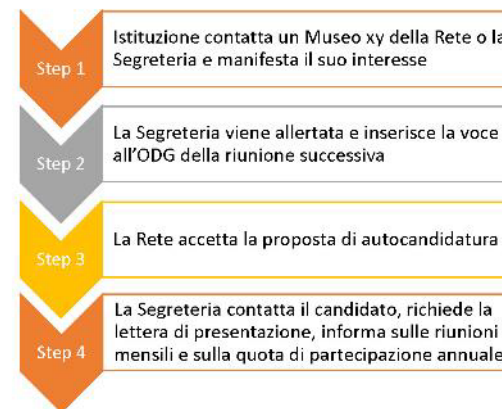 Step 1
Istituzione contatta un Museo xy della Rete o la
Segreteria e manifesta il suo interesse
Step 2
La Segreteria viene allertata e inserisce la voce
all'ODG della riunione successiva
Step 3
La Rete accetta la proposta di autocandidatura
Step 4
La Segreteria contatta il candidato, richiede la
lettera di presentazione, informa sulle riunioni
mensili e sulla quota di partecipazione annuale